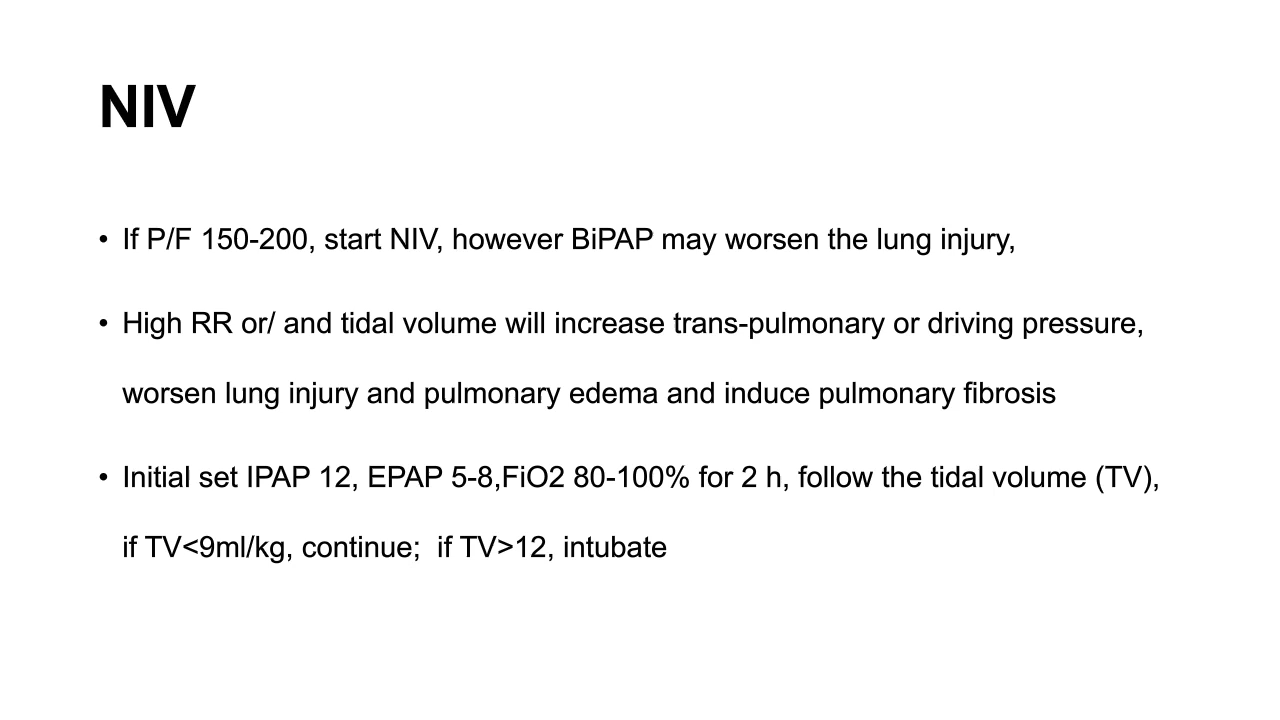 NIV
• If P/F 150-200, start NIV, however BiPAP may worsen the lung injury,
• High RR or/ and tidal volume will increase trans-pulmonary or driving pressure,
worsen lung injury and pulmonary edema and induce pulmonary fibrosis
• Initial set IPAP 12, EPAP 5-8,FiO2 80-100% for 2 h, follow the tidal volume (TV),
if TV<9ml/kg, continue;  if TV>12, intubate